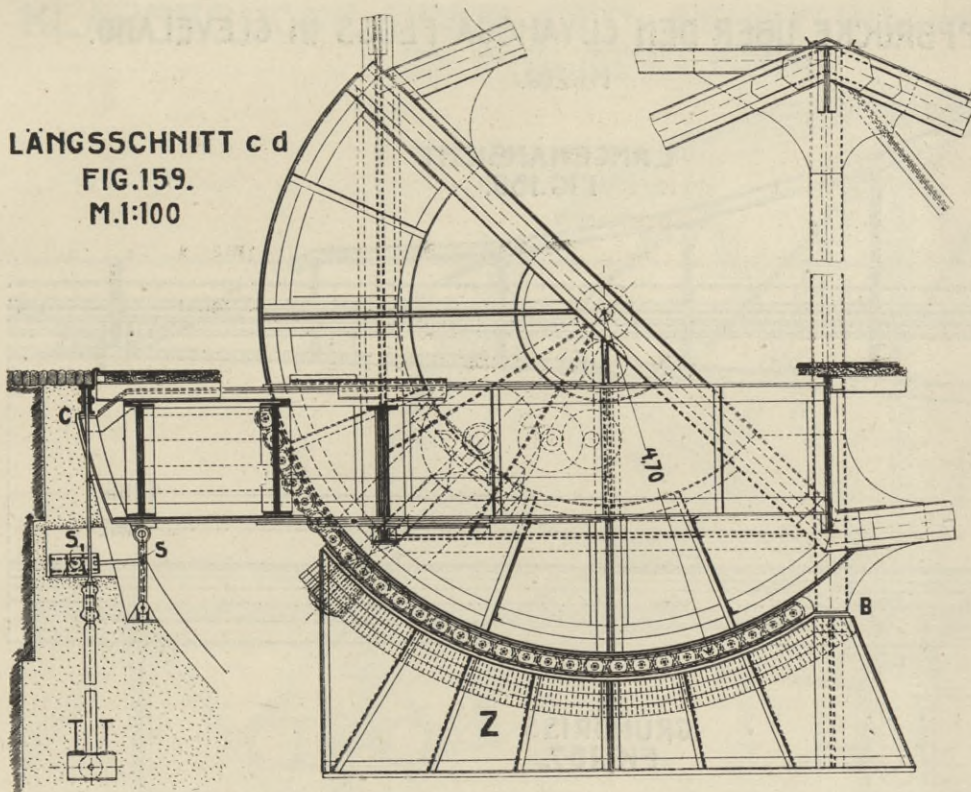 LÄNGSSCHNITT c d
FIG.159.
M.1:100
C
S
S₁
4,70
B
Z